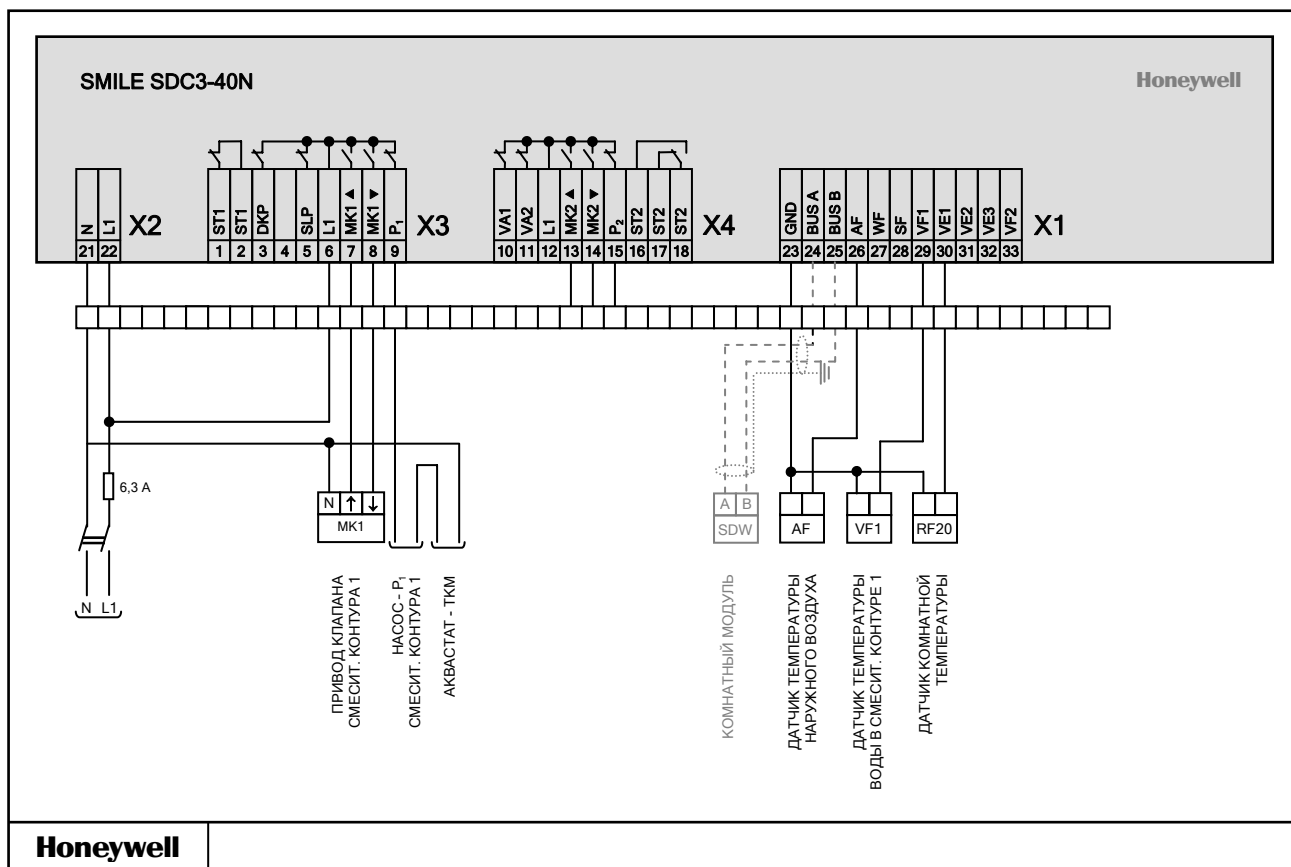 SMILE SDC3-40N
Honeywell
N
L1
X2
ST1
ST1
DKP
SLP
L1
MK1 ▲
MK1 ▼
P₁
X3
VA1
VA2
L1
MK2 ▲
MK2 ▼
P₂
ST2
ST2
ST2
X4
GND
BUS A
BUS B
AF
WF
SF
VF1
VE1
VE2
VE3
VF2
X1
21 22
1 2 3 4 5 6 7 8 9
10 11 12 13 14 15 16 17 18
23 24 25 26 27 28 29 30 31 32 33
6,3 A
N L1
N ↑ ↓
MK1
A B
SDW
AF
VF1
RF20
ПРИВОД КЛАПАНА
СМЕСИТ. КОНТУРА 1
НАСОС - P₁
СМЕСИТ. КОНТУРА 1
АКВАСТАТ - ТКМ
КОМНАТНЫЙ МОДУЛЬ
ДАТЧИК ТЕМПЕРАТУРЫ
НАРУЖНОГО ВОЗДУХА
ДАТЧИК ТЕМПЕРАТУРЫ
ВОДЫ В СМЕСИТ. КОНТУРЕ 1
ДАТЧИК КОМНАТНОЙ
ТЕМПЕРАТУРЫ
Honeywell